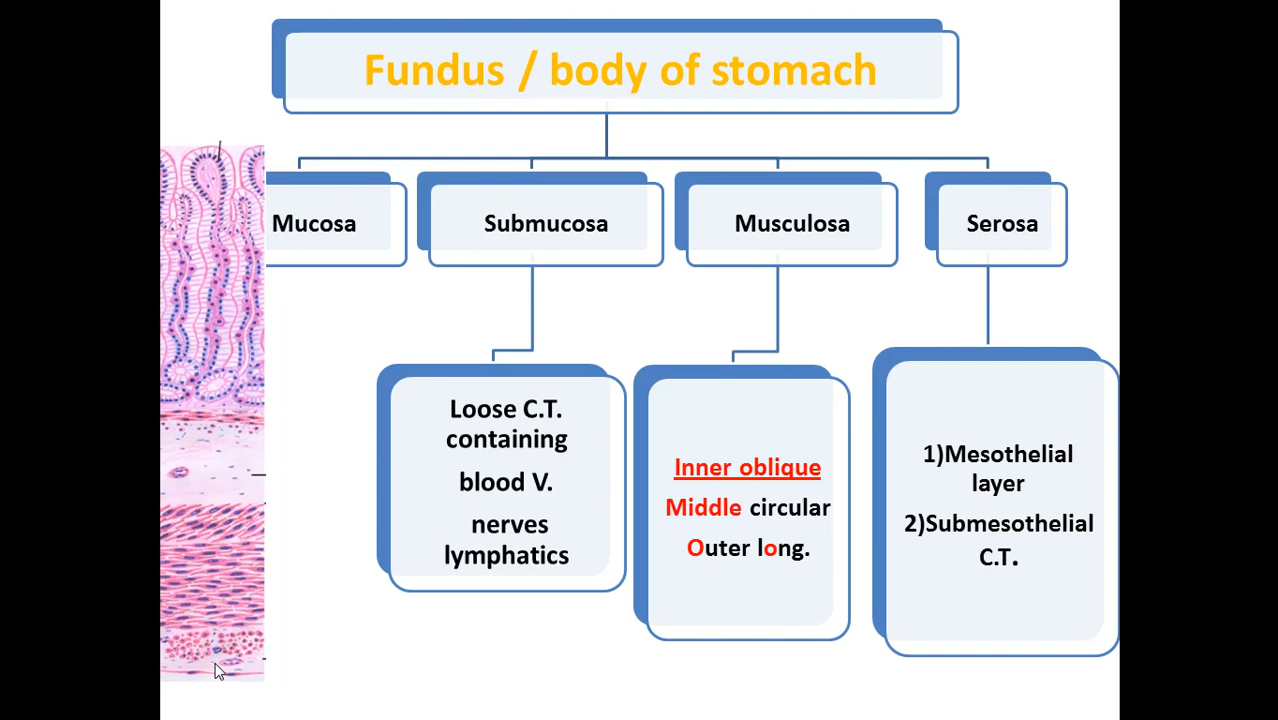 Fundus / body of stomach
Mucosa
Submucosa
Musculosa
Serosa
Loose C.T.
containing
blood V.
nerves
lymphatics
Inner oblique
Middle circular
Outer long.
1)Mesothelial
layer
2)Submesothelial
C.T.